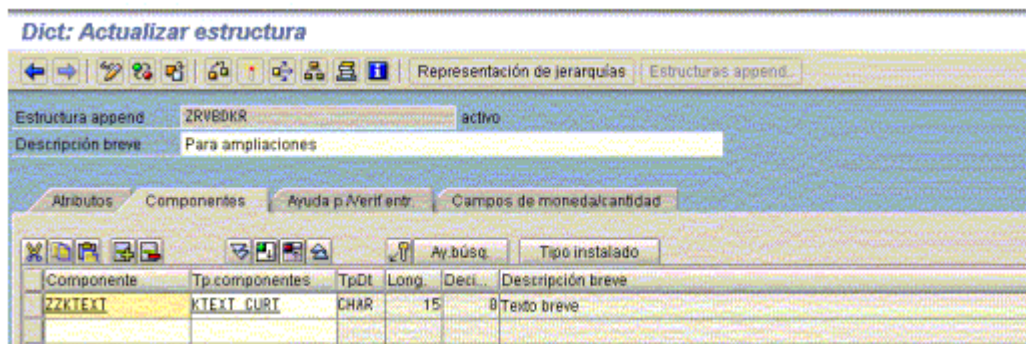 Dict: Actualizar estructura
Representación de jerarquías Estructuras append..
Estructura append ZRVBDKR activo
Descripción breve Para ampliaciones
Atributos Componentes Ayuda p./Verif entr. Campos de moneda/cantidad
Ay.búsq. Tipo instalado
Componente Tp.componentes TpDt Long. Deci... Descripción breve
ZZKTEXT KTEXT_CURT CHAR 15 0 Texto breve